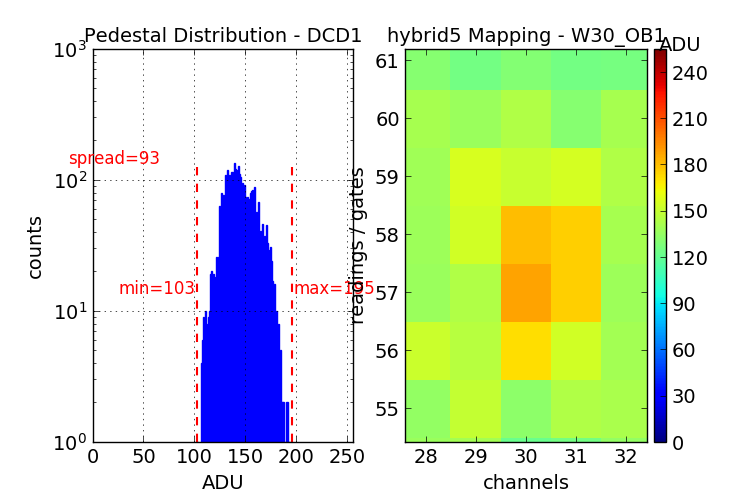 Pedestal Distribution - DCD1
10³
10²
10¹
10⁰
counts
spread=93
min=103
max=195
0 50 100 150 200 250
ADU
hybrid5 Mapping - W30_OB1
61
60
59
58
57
56
55
readings / gates
28 29 30 31 32
channels
ADU
240
210
180
150
120
90
60
30
0